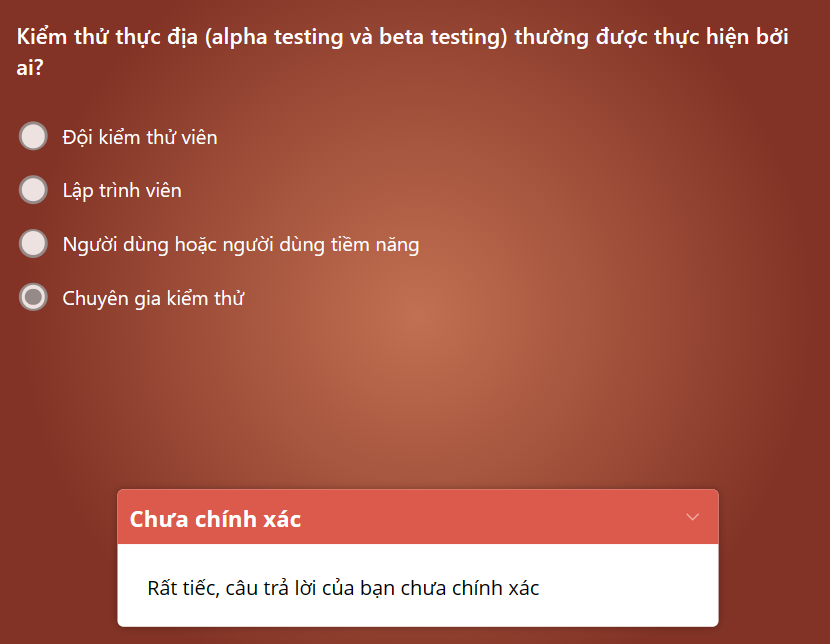 Kiểm thử thực địa (alpha testing và beta testing) thường được thực hiện bởi
ai?
Đội kiểm thử viên
Lập trình viên
Người dùng hoặc người dùng tiềm năng
Chuyên gia kiểm thử
Chưa chính xác
Rất tiếc, câu trả lời của bạn chưa chính xác